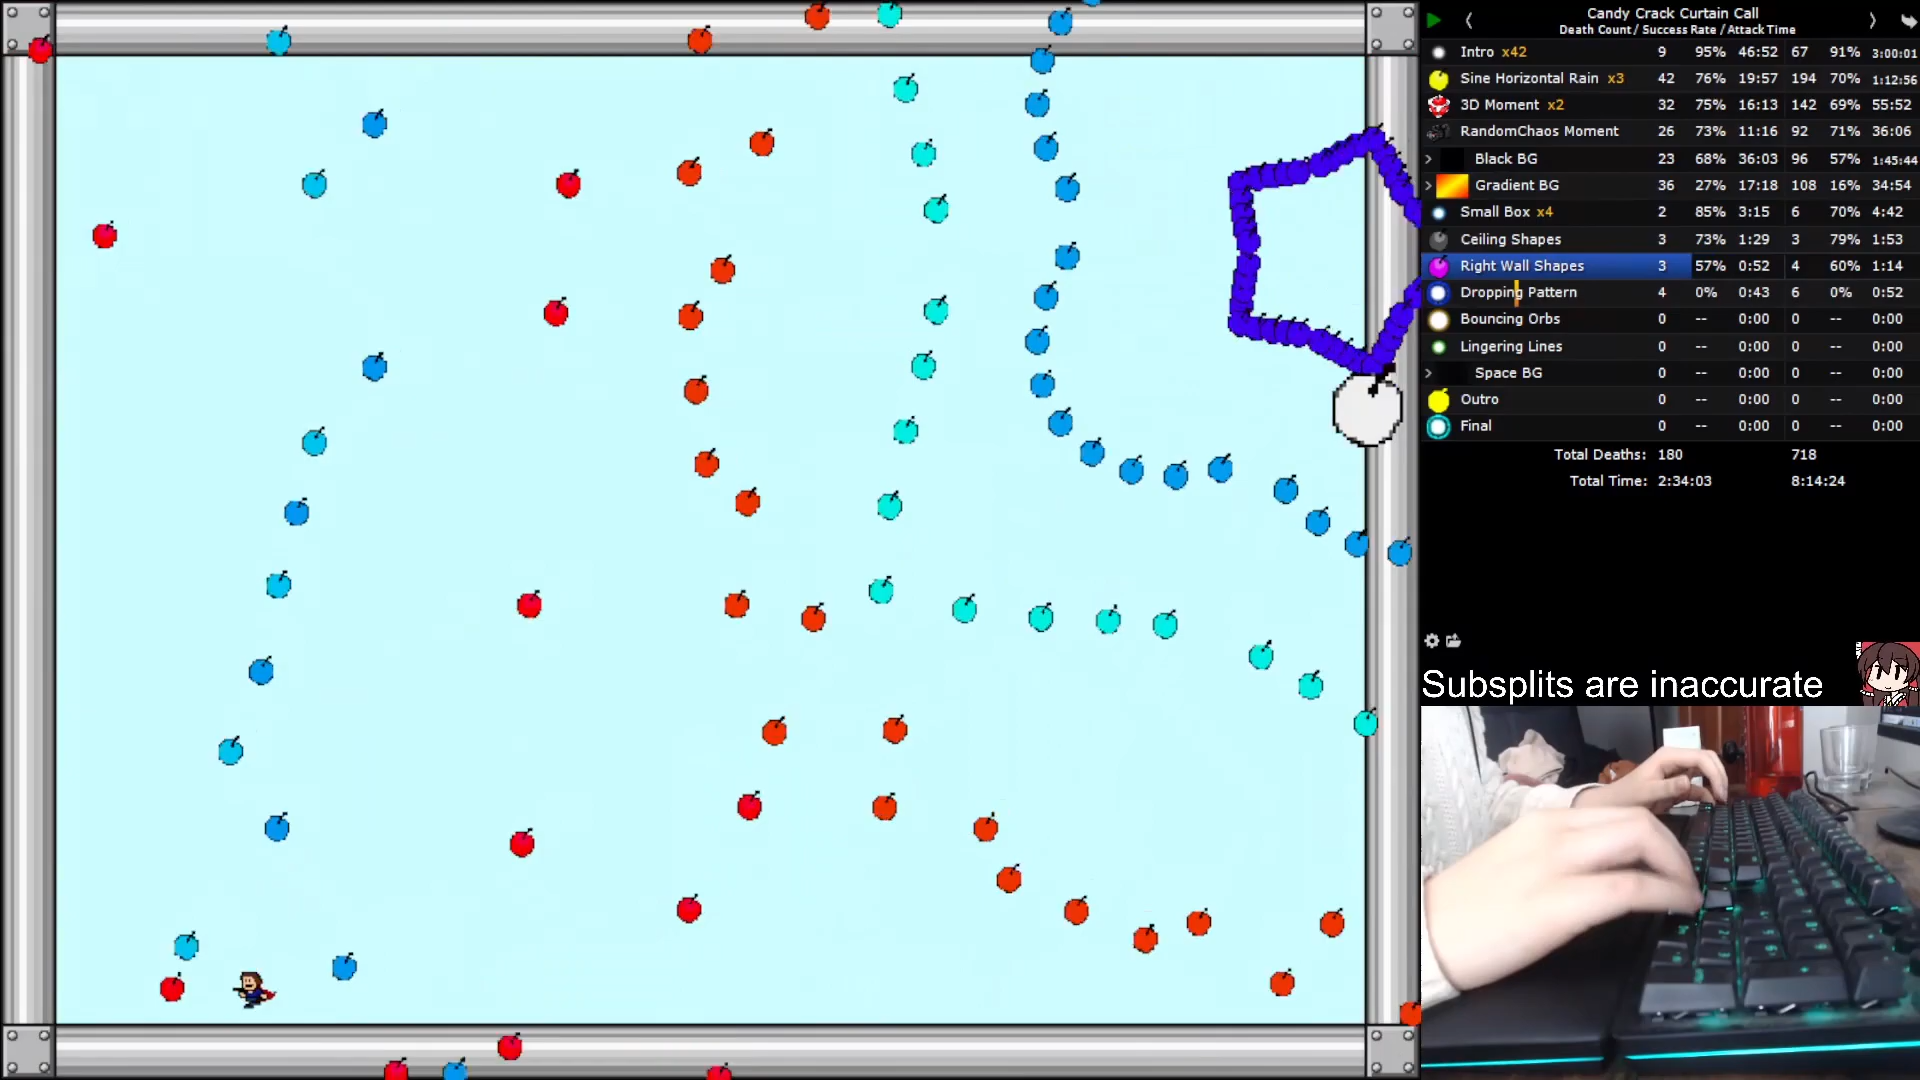 Candy Crack Curtain Call
Death Count / Success Rate / Attack Time
Intro x42 9 95% 46:52 67 91% 3:00:01
Sine Horizontal Rain x3 42 76% 19:57 194 70% 1:12:56
3D Moment x2 32 75% 16:13 142 69% 55:52
RandomChaos Moment 26 73% 11:16 92 71% 36:06
Black BG 23 68% 36:03 96 57% 1:45:44
Gradient BG 36 27% 17:18 108 16% 34:54
Small Box x4 2 85% 3:15 6 70% 4:42
Ceiling Shapes 3 73% 1:29 3 79% 1:53
Right Wall Shapes 3 57% 0:52 4 60% 1:14
Dropping Pattern 4 0% 0:43 6 0% 0:52
Bouncing Orbs 0 -- 0:00 0 -- 0:00
Lingering Lines 0 -- 0:00 0 -- 0:00
Space BG 0 -- 0:00 0 -- 0:00
Outro 0 -- 0:00 0 -- 0:00
Final 0 -- 0:00 0 -- 0:00
Total Deaths: 180 718
Total Time: 2:34:03 8:14:24
Subsplits are inaccurate